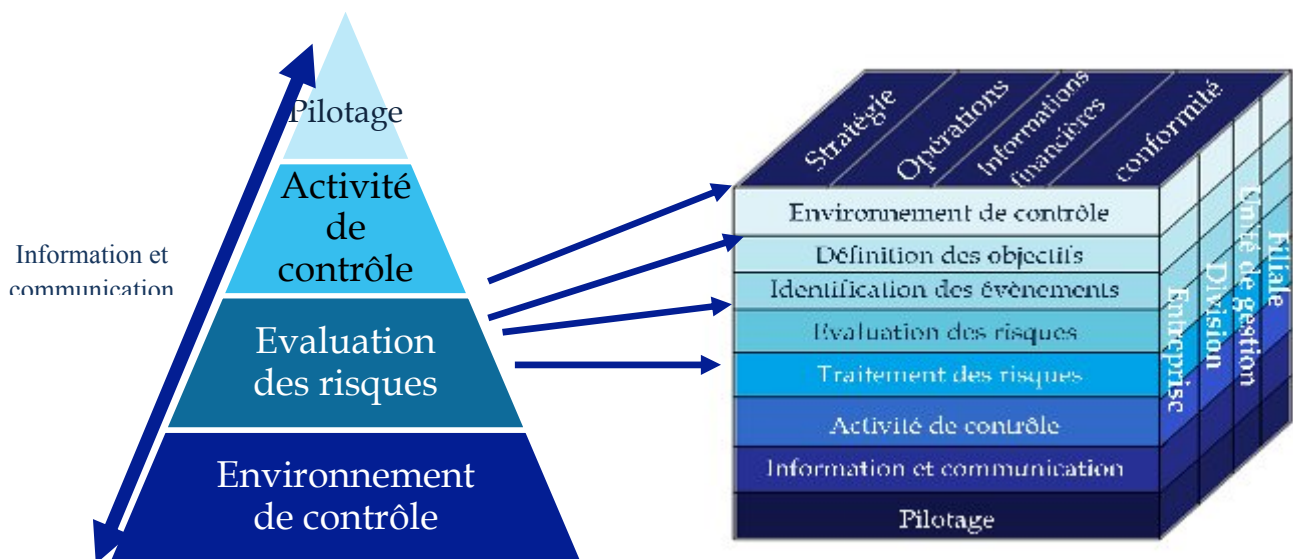 Pilotage
Activité
de
contrôle
Evaluation
des risques
Environnement
de contrôle
Information et
communication
Stratégie
Opérations
Informations
financières
conformité
Environnement de contrôle
Définition des objectifs
Identification des évènements
Evaluation des risques
Traitement des risques
Activité de contrôle
Information et communication
Pilotage
Entreprise
Division
Unité de gestion
Filiale